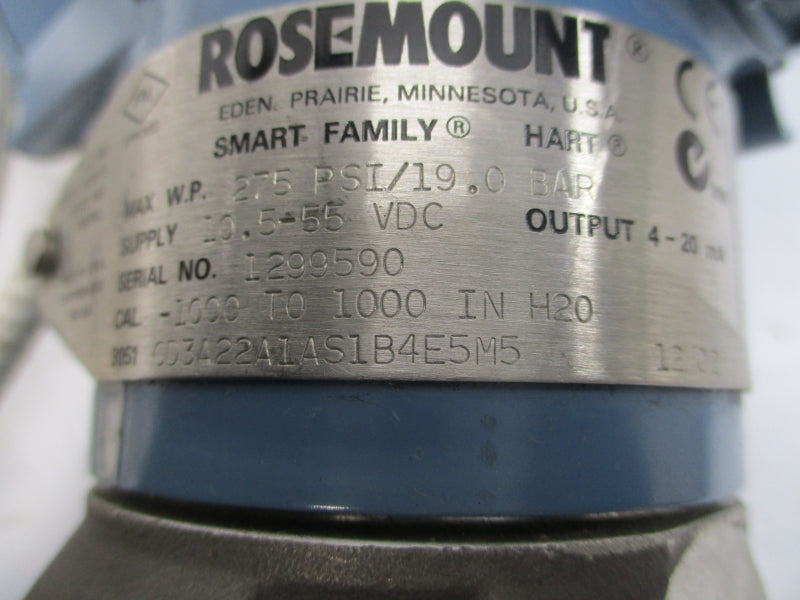 ROSEMOUNT®
EDEN PRAIRIE, MINNESOTA, U.S.A.
SMART FAMILY® HART®
MAX W.P. 275 PSI/19.0 BAR
SUPPLY 10.5-55 VDC OUTPUT 4-20 mA
SERIAL NO. 1299590
CAL -1000 TO 1000 IN H2O
3051 CD3A22A1AS1B4E5M5